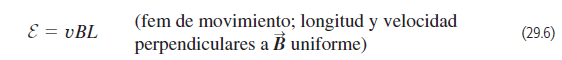 ℰ = vBL (fem de movimiento; longitud y velocidad
perpendiculares a B⃗ uniforme) (29.6)